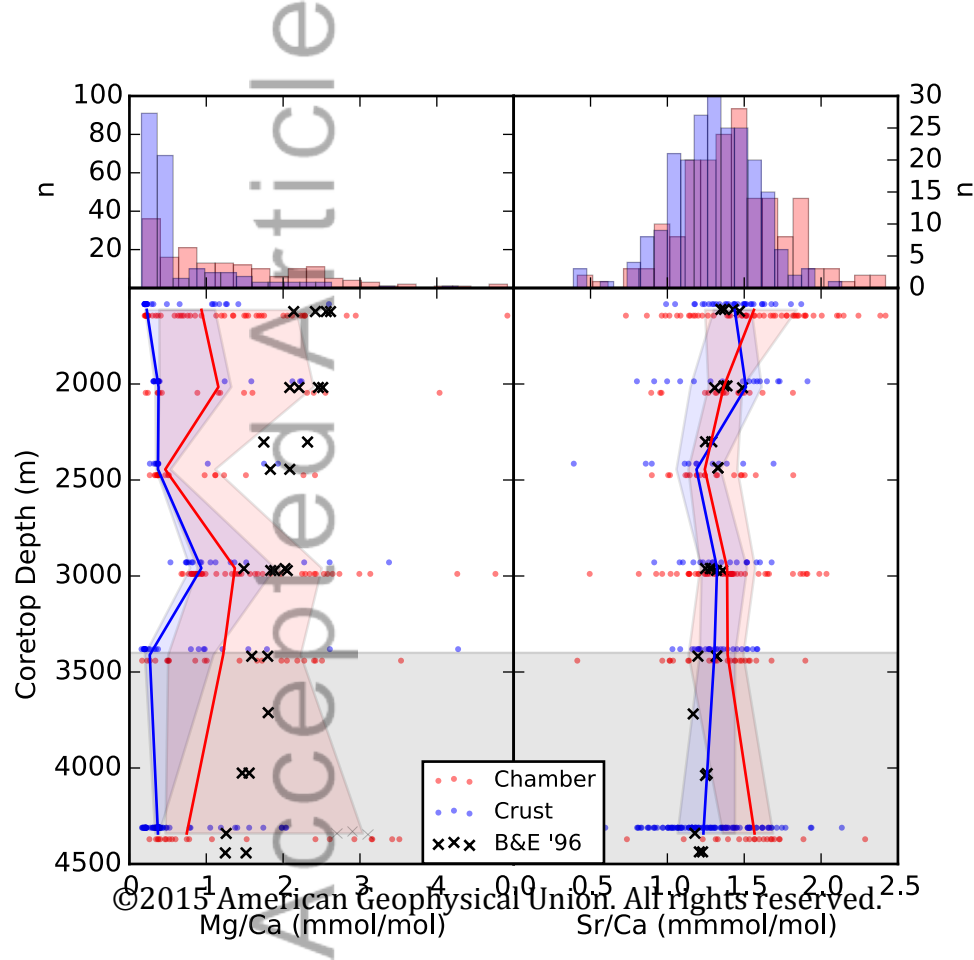 Accepted Article
100
80
60
40
20
n
30
25
20
15
10
5
0
n
2000
2500
3000
3500
4000
4500
Coretop Depth (m)
Chamber
Crust
B&E '96
0 1 2 3 4 0.0 0.5 1.0 1.5 2.0 2.5
©2015 American Geophysical Union. All rights reserved.
Mg/Ca (mmol/mol) Sr/Ca (mmmol/mol)